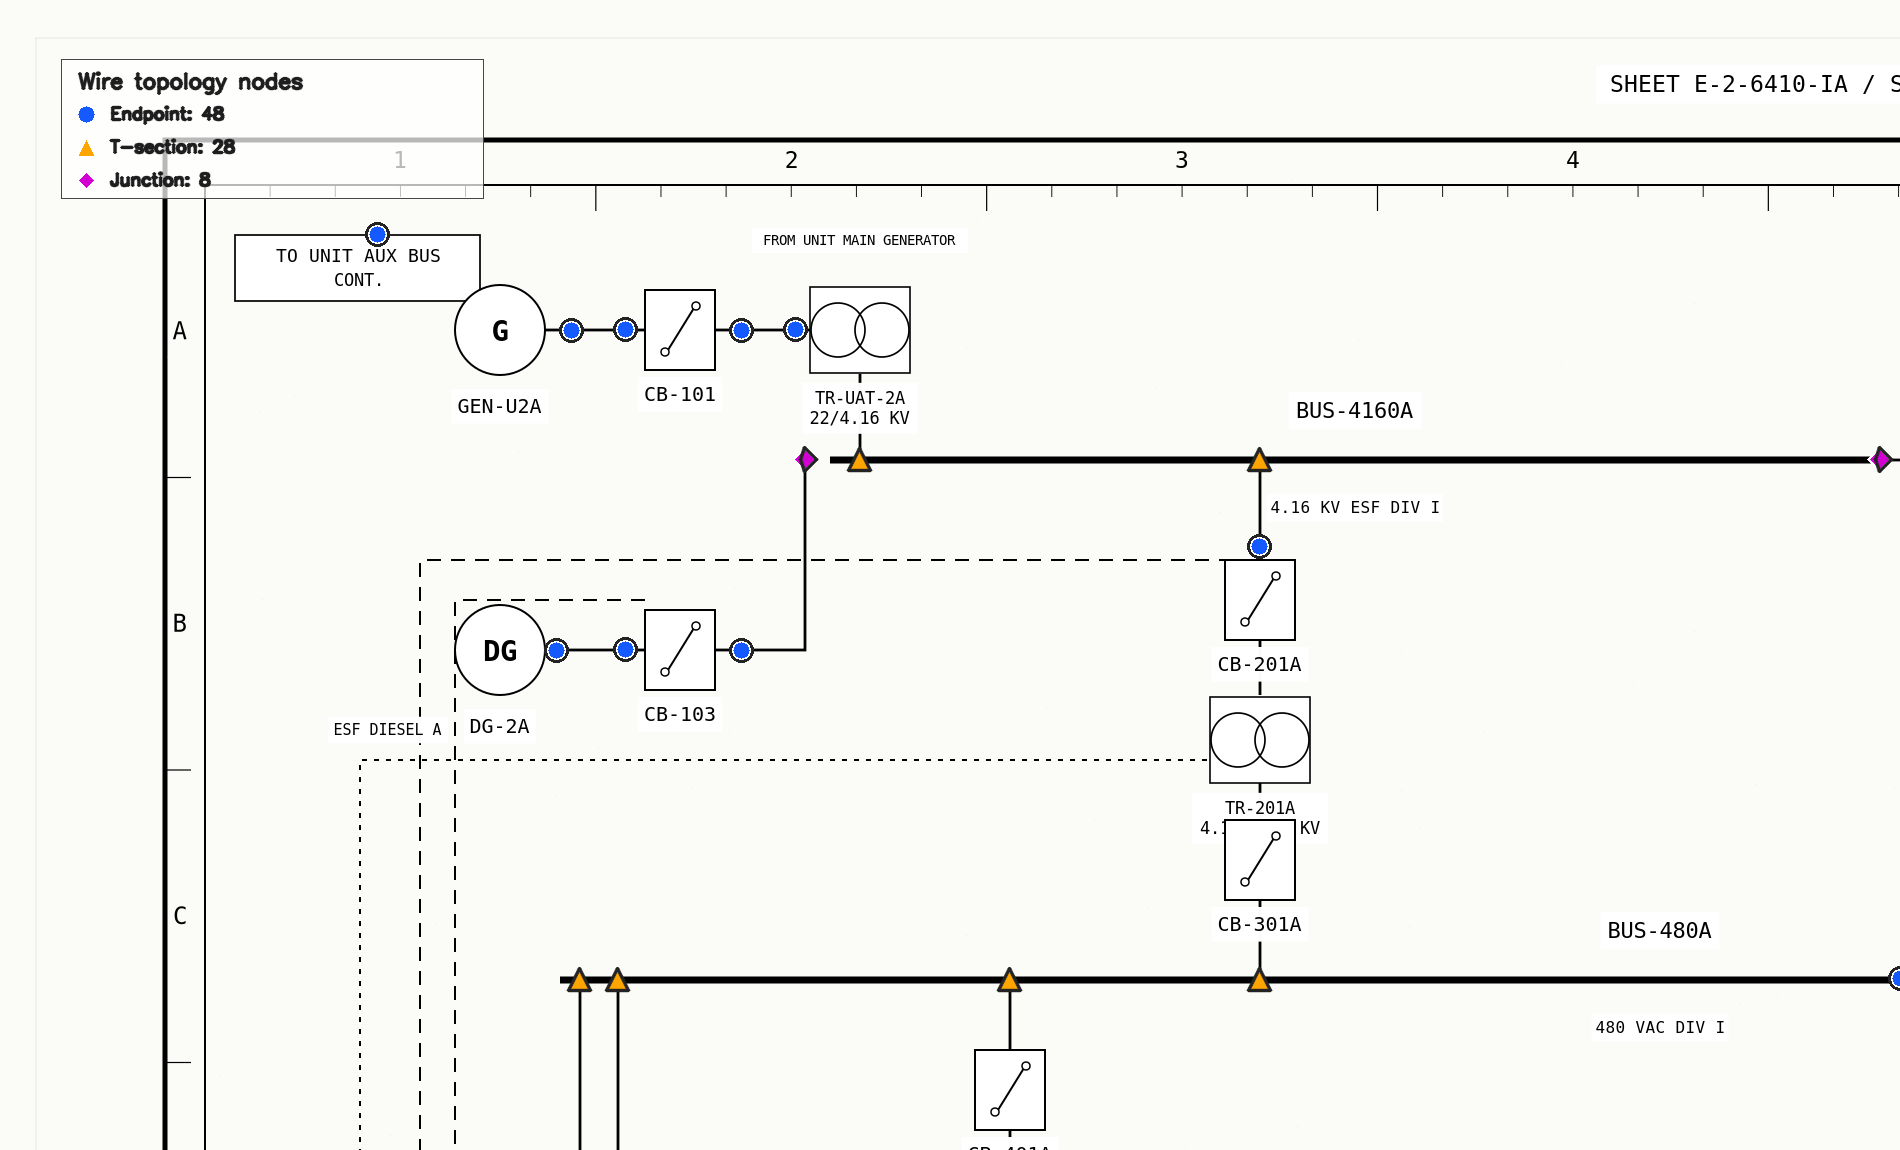 Wire topology nodes
Endpoint: 48
T-section: 28
Junction: 8
SHEET E-2-6410-IA / S
1
2
3
4
TO UNIT AUX BUS
CONT.
FROM UNIT MAIN GENERATOR
A
G
GEN-U2A
CB-101
TR-UAT-2A
22/4.16 KV
BUS-4160A
4.16 KV ESF DIV I
B
DG
CB-103
CB-201A
ESF DIESEL A
DG-2A
TR-201A
4.1 KV
C
CB-301A
BUS-480A
480 VAC DIV I